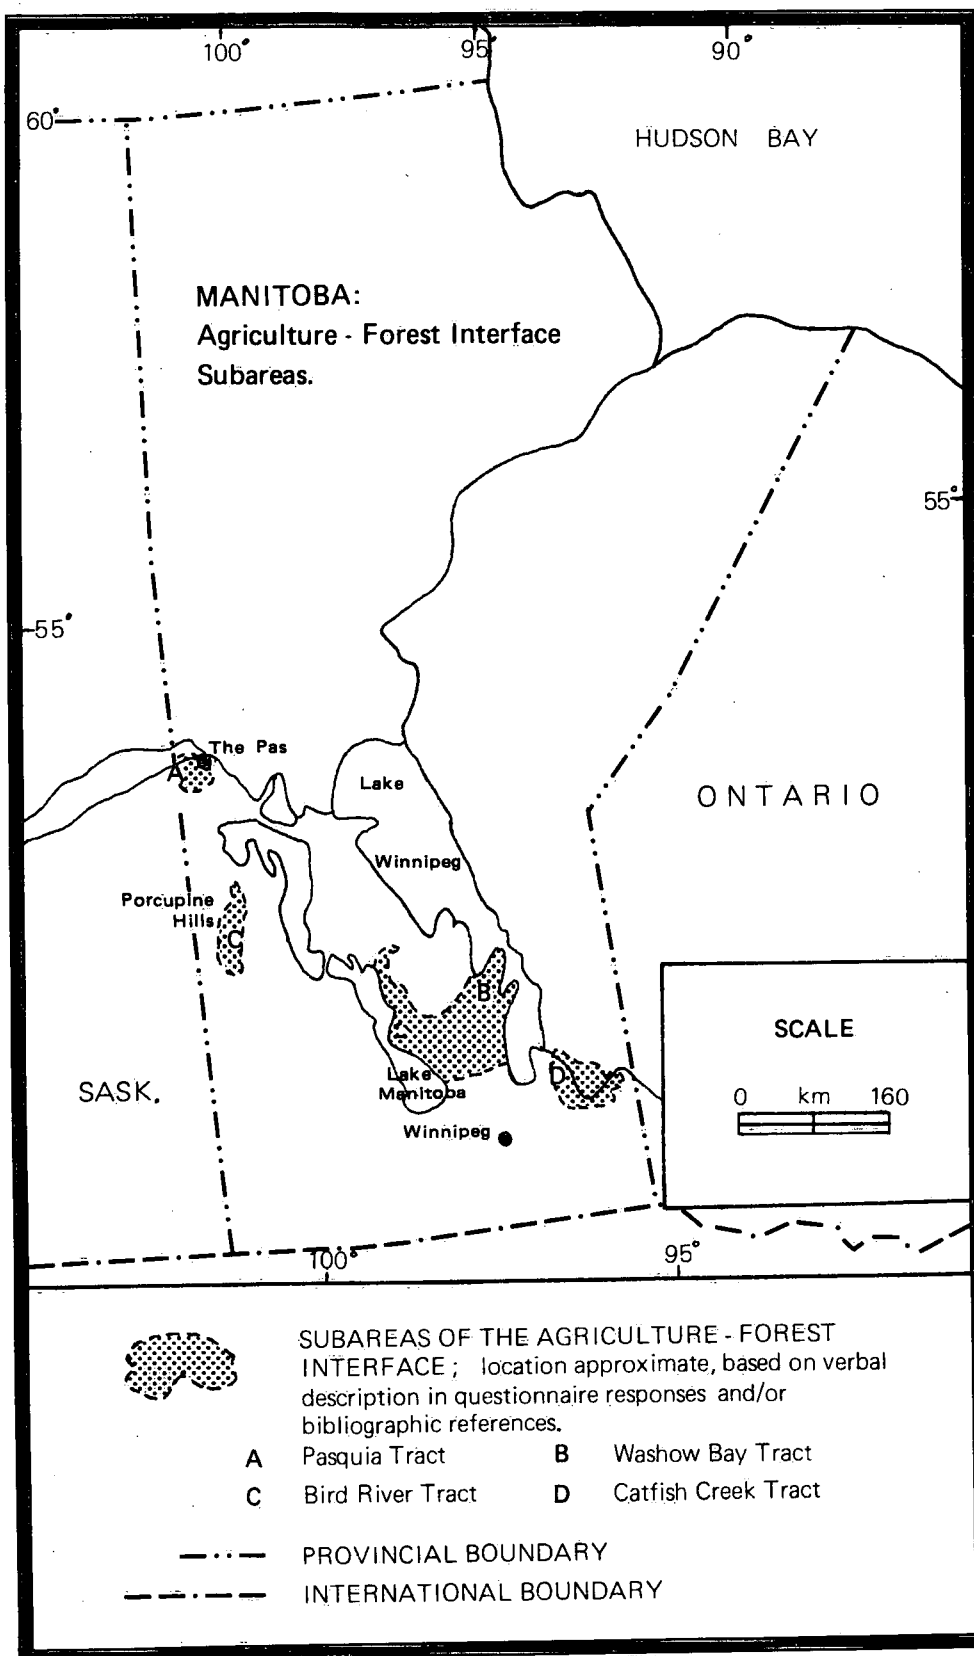 100°
95°
90°
60°
HUDSON BAY
MANITOBA:
Agriculture - Forest Interface
Subareas.
55°
55°
The Pas
A
Lake
ONTARIO
Winnipeg
Porcupine
Hills
C
B
SCALE
Lake
Manitoba
D
SASK.
0 km 160
Winnipeg
100°
95°
SUBAREAS OF THE AGRICULTURE - FOREST
INTERFACE; location approximate, based on verbal
description in questionnaire responses and/or
bibliographic references.
A Pasquia Tract B Washow Bay Tract
C Bird River Tract D Catfish Creek Tract
PROVINCIAL BOUNDARY
INTERNATIONAL BOUNDARY